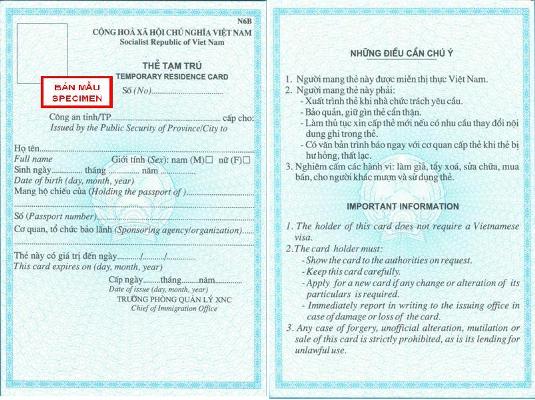 N6B
CỘNG HOÀ XÃ HỘI CHỦ NGHĨA VIỆT NAM
Socialist Republic of Viet Nam
THẺ TẠM TRÚ
TEMPORARY RESIDENCE CARD
BẢN MẪU
SPECIMEN
Số (No)....................
Công an tỉnh/TP.............................. cấp cho:
Issued by the Public Security of Province/City to
Họ tên...............................................................
Full name Giới tính (Sex): nam (M)☐ nữ (F)☐
Sinh ngày........... tháng ............ năm ................
Date of birth (day, month, year)
Mang hộ chiếu của (Holding the passport of )..............
Số (Passport number)............................................
Cơ quan, tổ chức bảo lãnh (Sponsoring agency/organization)......
Thẻ này có giá trị đến ngày......../........./.........
This card expires on (day, month, year)
Cấp ngày......tháng.......năm........
Date of issue (day, month, year)
TRƯỞNG PHÒNG QUẢN LÝ XNC
Chief of Immigration Office
NHỮNG ĐIỀU CẦN CHÚ Ý
1. Người mang thẻ này được miễn thị thực Việt Nam.
2. Người mang thẻ này phải:
- Xuất trình thẻ khi nhà chức trách yêu cầu.
- Bảo quản, giữ gìn thẻ cẩn thận.
- Làm thủ tục xin cấp thẻ mới nếu có nhu cầu thay đổi nội
dung ghi trong thẻ.
- Có văn bản trình báo ngay với cơ quan cấp thẻ khi thẻ bị
hư hỏng, thất lạc.
3. Nghiêm cấm các hành vi: làm giả, tẩy xoá, sửa chữa, mua
bán, cho người khác mượn và sử dụng thẻ.
IMPORTANT INFORMATION
1. The holder of this card does not require a Vietnamese
visa.
2.The card holder must:
- Show the card to the authorities on request.
- Keep this card carefully.
- Apply for a new card if any change or alteration of its
particulars is required.
- Immediately report in writing to the issuing office in
case of damage or loss of the card.
3. Any case of forgery, unofficial alteration, mutilation or
sale of this card is strictly prohibited, as is its lending for
unlawful use.